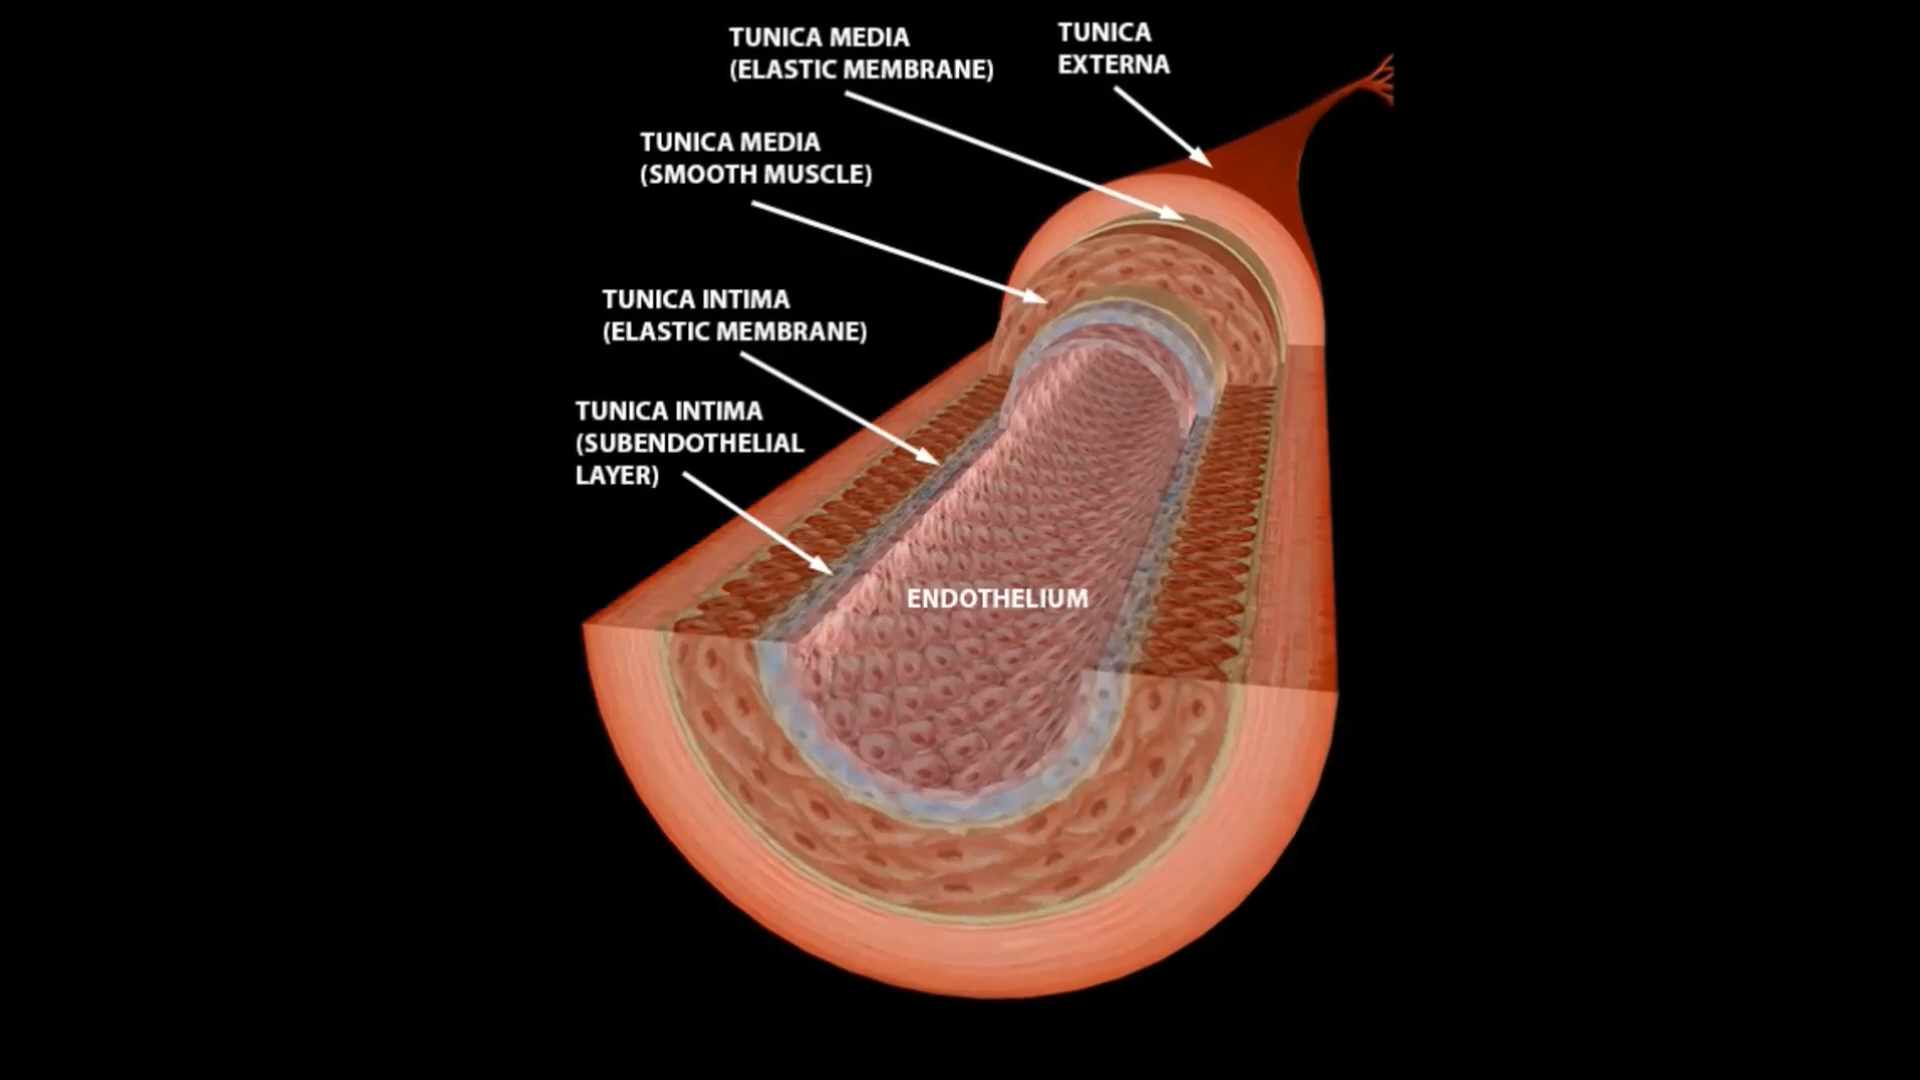 TUNICA MEDIA
(ELASTIC MEMBRANE)
TUNICA
EXTERNA
TUNICA MEDIA
(SMOOTH MUSCLE)
TUNICA INTIMA
(ELASTIC MEMBRANE)
TUNICA INTIMA
(SUBENDOTHELIAL
LAYER)
ENDOTHELIUM